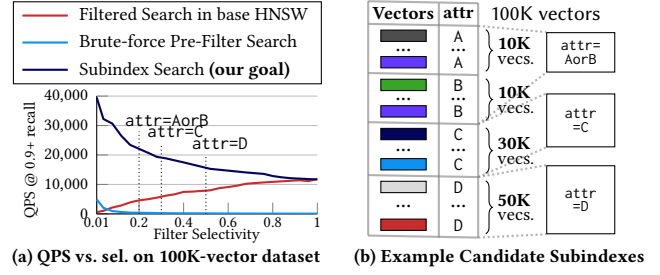 Filtered Search in base HNSW
Brute-force Pre-Filter Search
Subindex Search (our goal)
QPS @ 0.9+ recall
40,000
30,000
20,000
10,000
0
attr=AorB
attr=C
attr=D
0.01 0.2 0.4 0.6 0.8 1
Filter Selectivity
(a) QPS vs. sel. on 100K-vector dataset
Vectors attr 100K vectors
A
... ...
A
10K
vecs.
attr=
AorB
B
... ...
B
10K
vecs.
C
... ...
C
30K
vecs.
attr
=C
D
... ...
D
50K
vecs.
attr
=D
(b) Example Candidate Subindexes